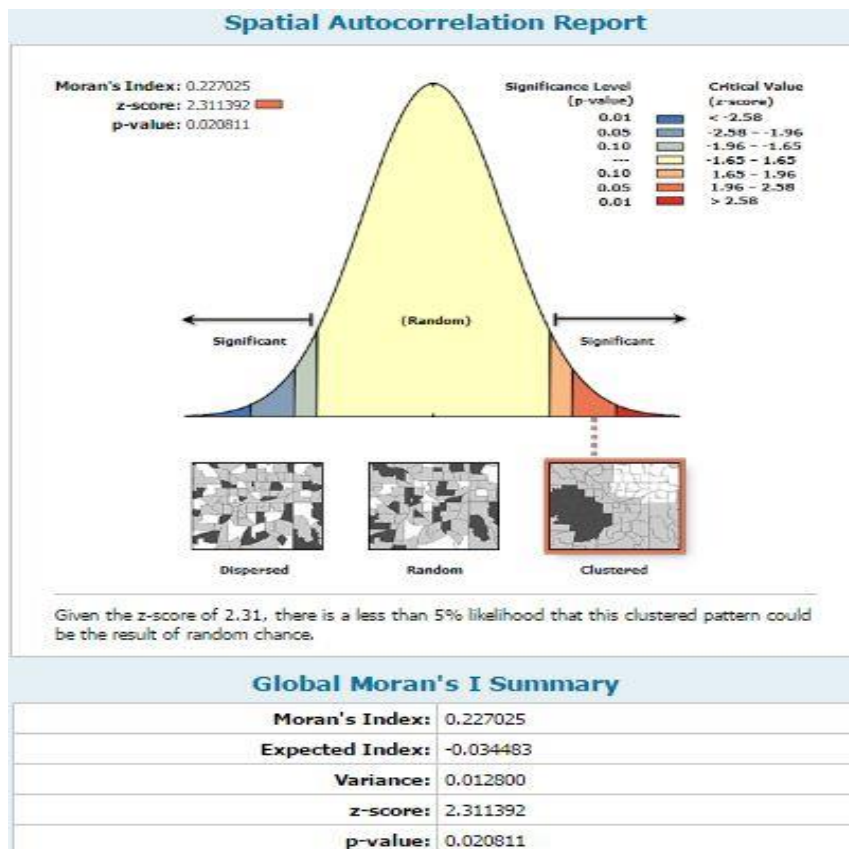 Spatial Autocorrelation Report
Moran's Index: 0.227025
z-score: 2.311392
p-value: 0.020811
Significance Level
(p-value)
Critical Value
(z-score)
0.01 < -2.58
0.05 -2.58 - -1.96
0.10 -1.96 - -1.65
--- -1.65 - 1.65
0.10 1.65 - 1.96
0.05 1.96 - 2.58
0.01 > 2.58
(Random)
Significant
Significant
Dispersed
Random
Clustered
Given the z-score of 2.31, there is a less than 5% likelihood that this clustered pattern could
be the result of random chance.
Global Moran's I Summary
Moran's Index: 0.227025
Expected Index: -0.034483
Variance: 0.012800
z-score: 2.311392
p-value: 0.020811